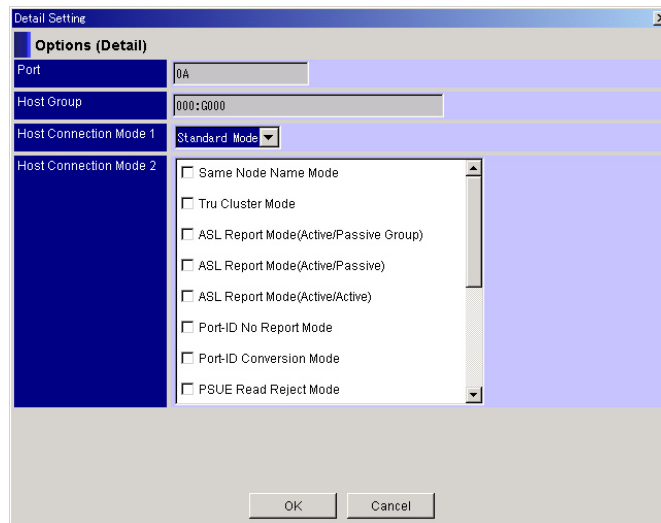 Detail Setting
Options (Detail)
Port
0A
Host Group
000:G000
Host Connection Mode 1
Standard Mode
Host Connection Mode 2
Same Node Name Mode
Tru Cluster Mode
ASL Report Mode(Active/Passive Group)
ASL Report Mode(Active/Passive)
ASL Report Mode(Active/Active)
Port-ID No Report Mode
Port-ID Conversion Mode
PSUE Read Reject Mode
OK Cancel